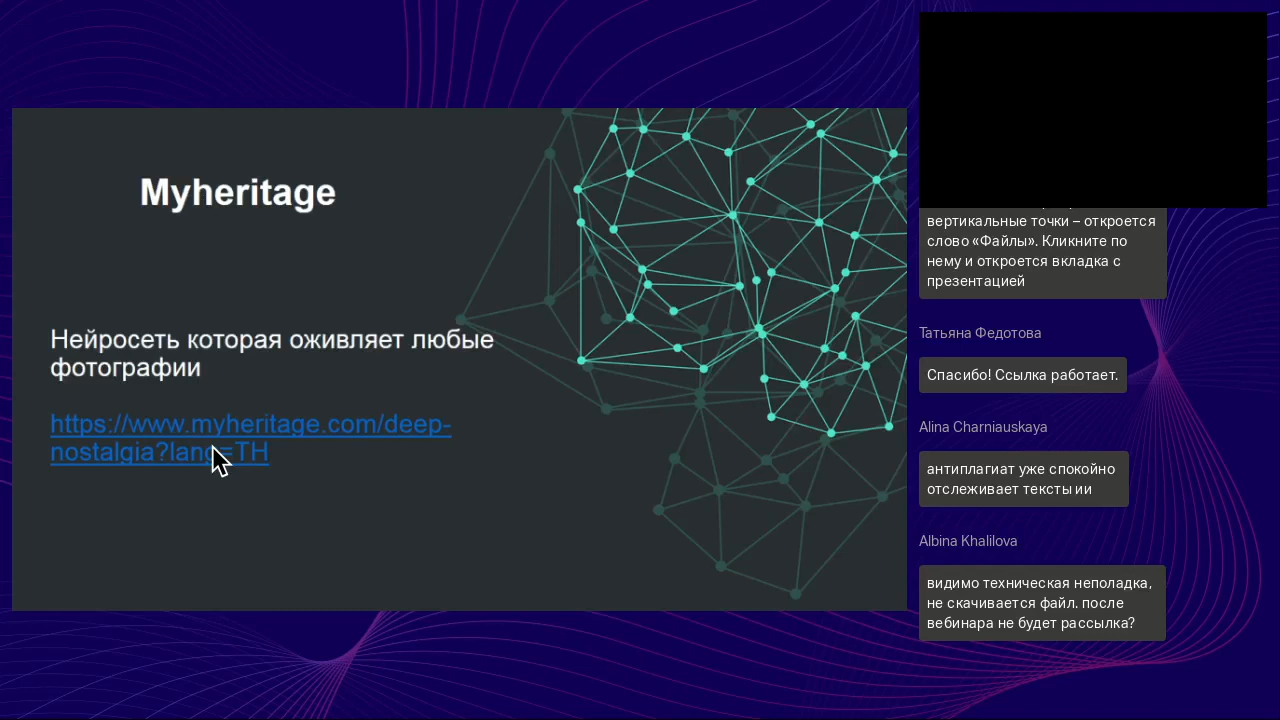 Myheritage
Нейросеть которая оживляет любые
фотографии
https://www.myheritage.com/deep-
nostalgia?lang=TH
вертикальные точки – откроется
слово «Файлы». Кликните по
нему и откроется вкладка с
презентацией
Татьяна Федотова
Спасибо! Ссылка работает.
Alina Charniauskaya
антиплагиат уже спокойно
отслеживает тексты ии
Albina Khalilova
видимо техническая неполадка,
не скачивается файл. после
вебинара не будет рассылка?